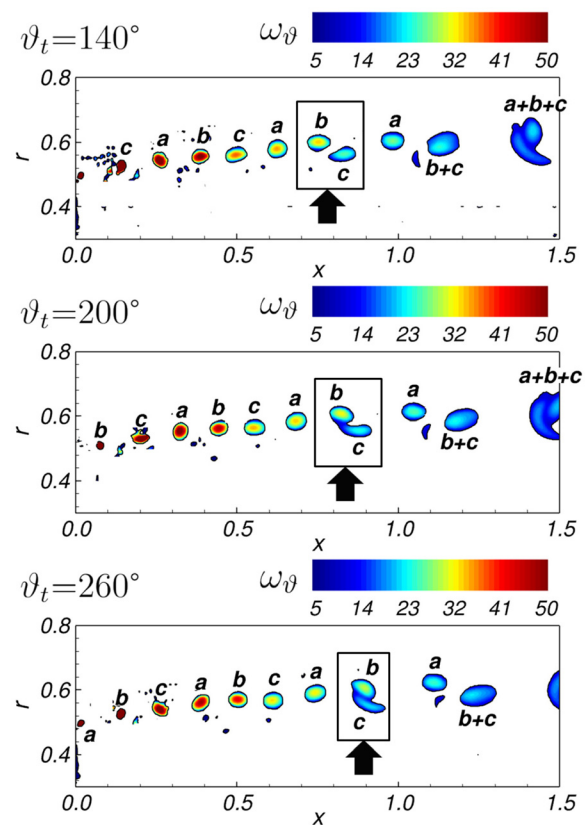 ϑₜ=140° ω_ϑ
5 14 23 32 41 50
0.8
a+b+c
c a b c a b a
0.6
c b+c
r
0.4
0.0 0.5 1.0 1.5
x
ϑₜ=200° ω_ϑ
5 14 23 32 41 50
0.8
a+b+c
b c a b c a b a
0.6
c b+c
r
0.4
0.0 0.5 1.0 1.5
x
ϑₜ=260° ω_ϑ
5 14 23 32 41 50
0.8
b c a b c a b a
0.6
c b+c
r
a
0.4
0.0 0.5 1.0 1.5
x